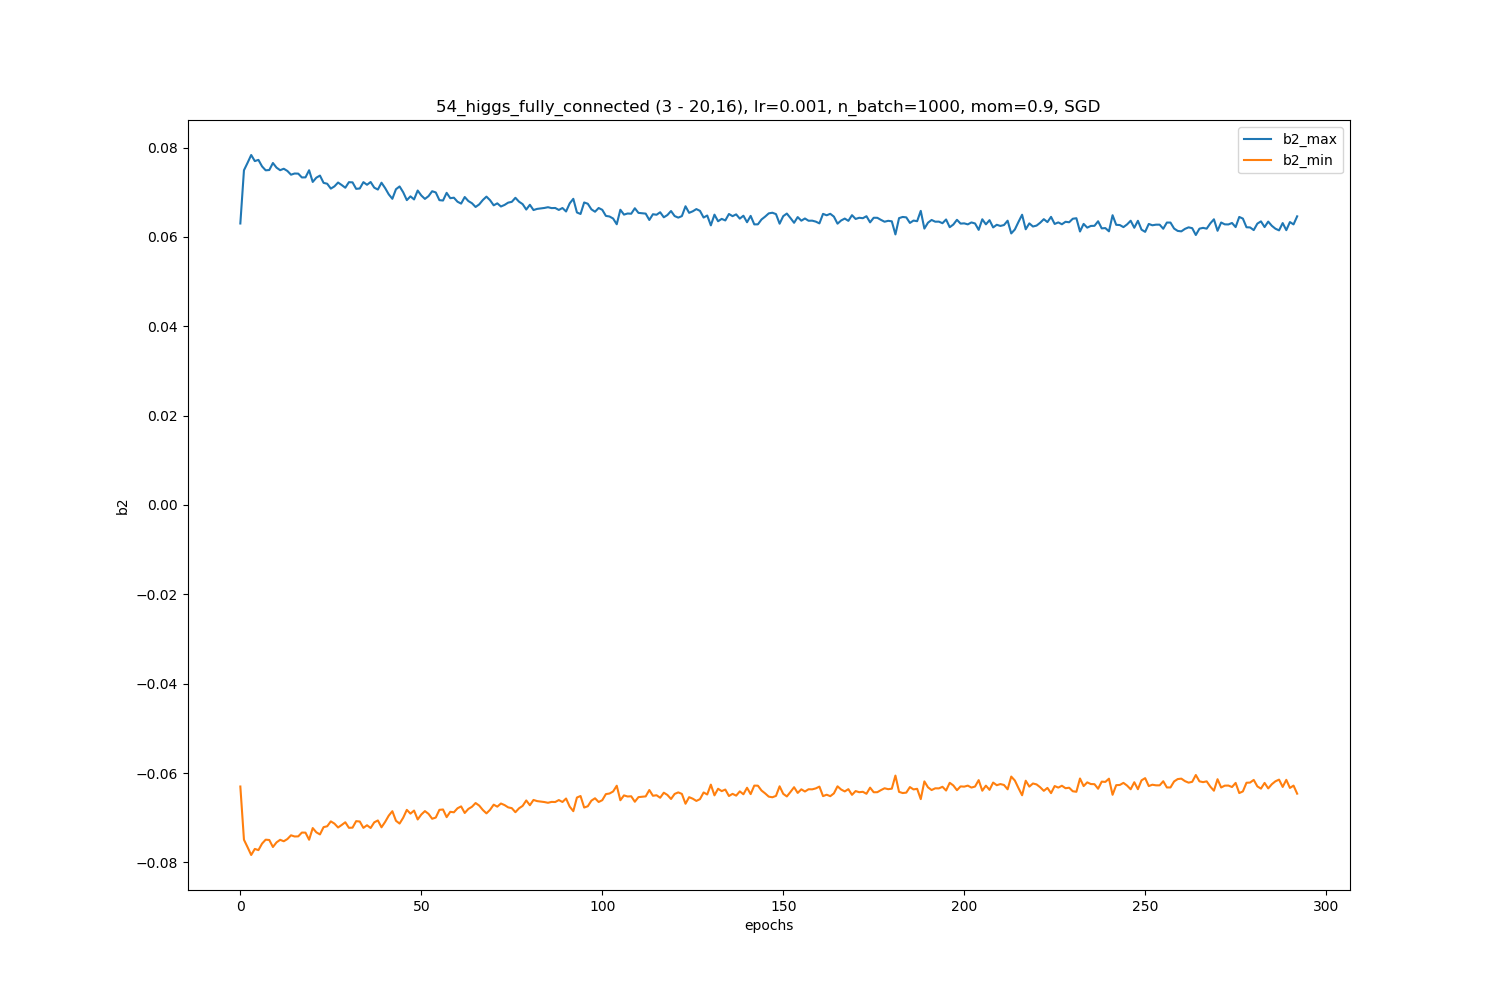 54_higgs_fully_connected (3 - 20,16), lr=0.001, n_batch=1000, mom=0.9, SGD
b2_max
b2_min
0.08
0.06
0.04
0.02
0.00
−0.02
−0.04
−0.06
−0.08
b2
0 50 100 150 200 250 300
epochs